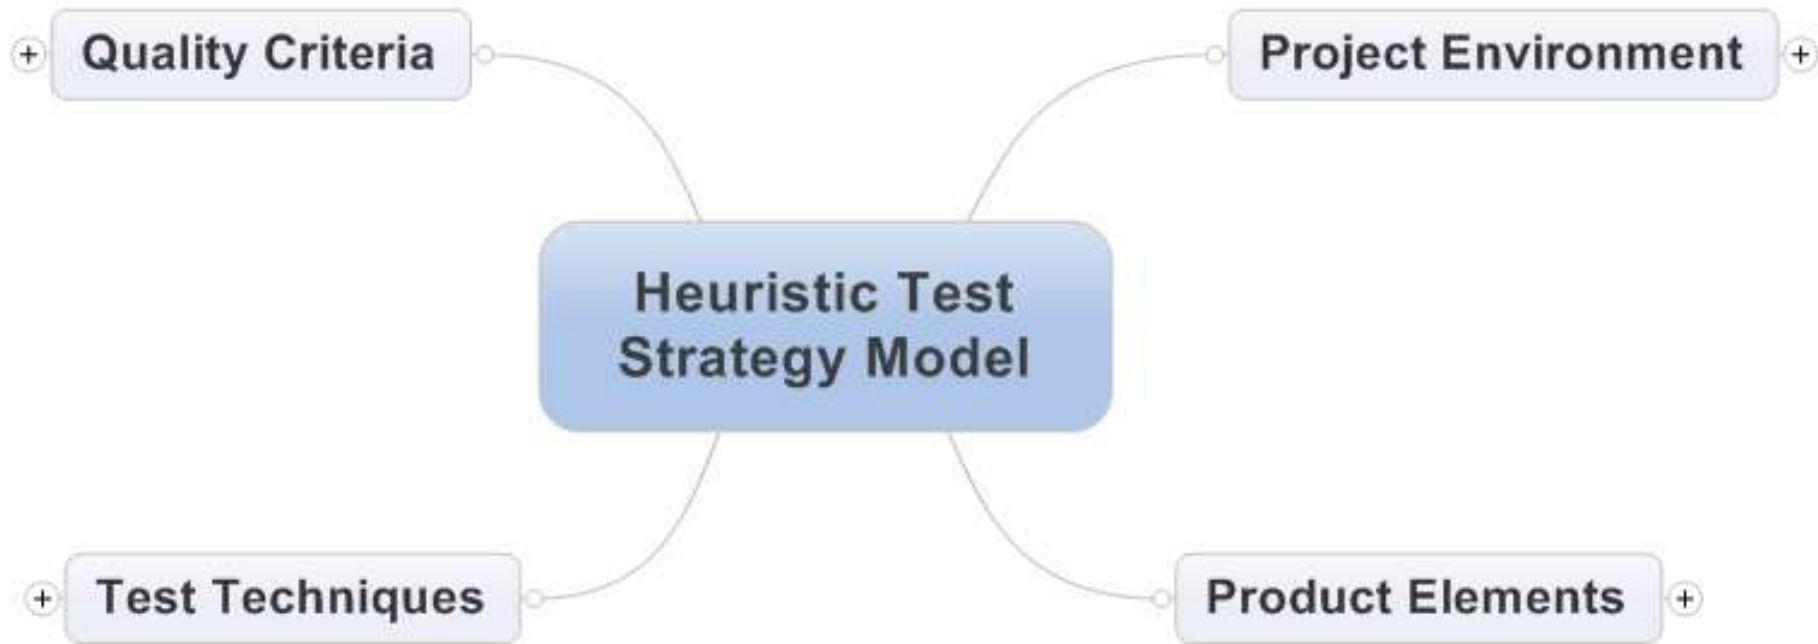 + Quality Criteria
Project Environment +
Heuristic Test
Strategy Model
+ Test Techniques
Product Elements +